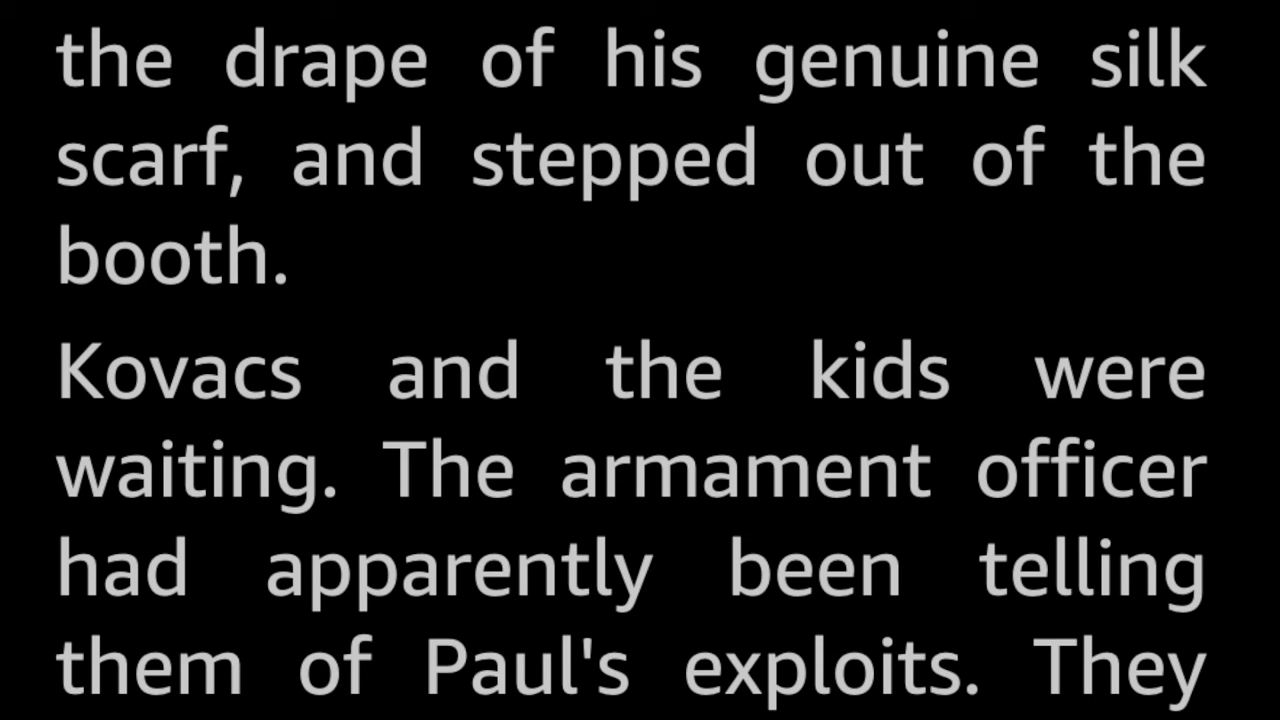 the drape of his genuine silk
scarf, and stepped out of the
booth.
Kovacs and the kids were
waiting. The armament officer
had apparently been telling
them of Paul's exploits. They